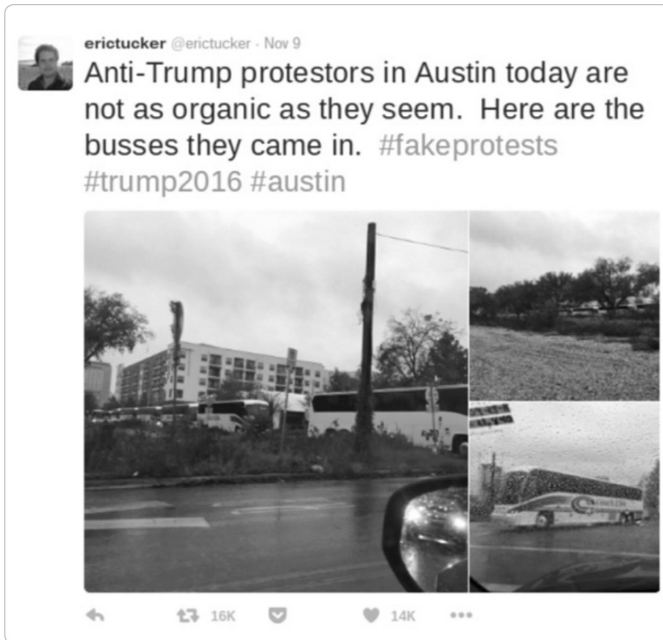 erictucker @erictucker · Nov 9
Anti-Trump protestors in Austin today are
not as organic as they seem.  Here are the
busses they came in.  #fakeprotests
#trump2016 #austin
16K 14K